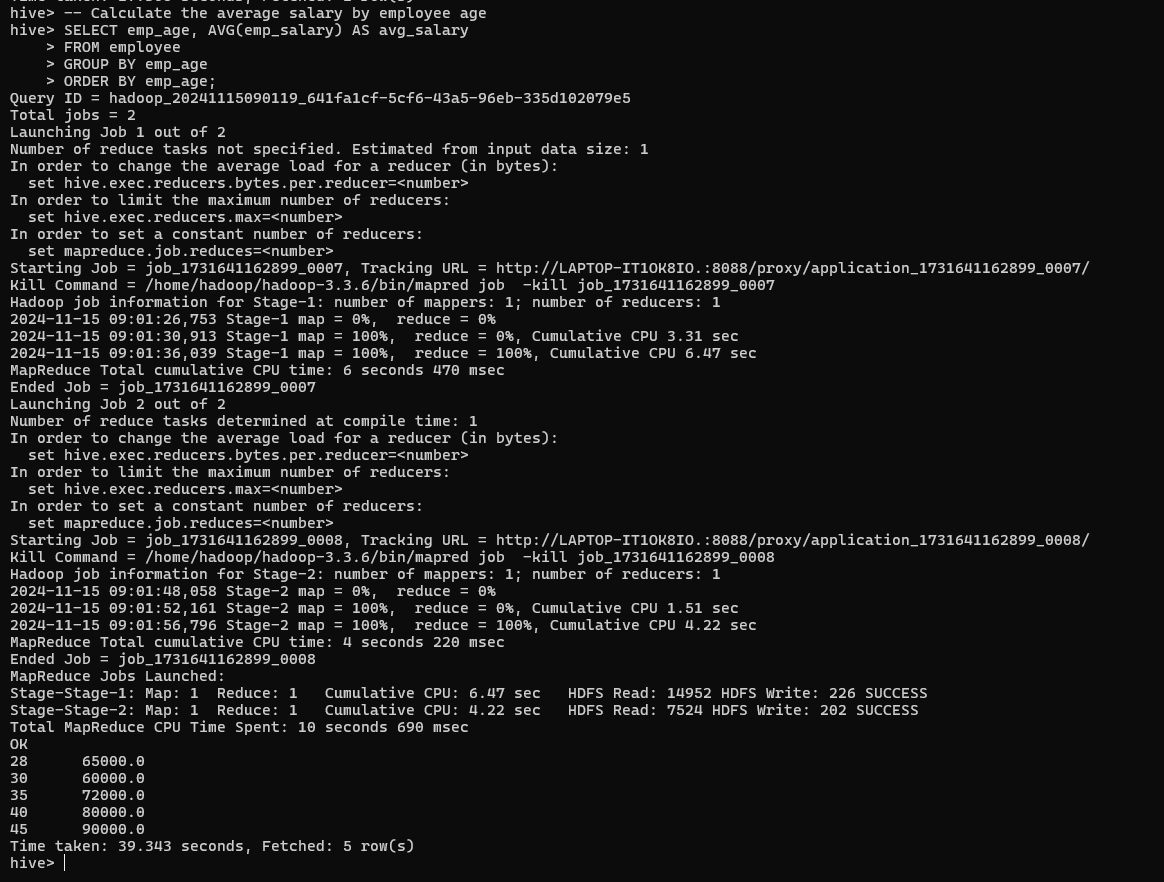 hive> -- Calculate the average salary by employee age
hive> SELECT emp_age, AVG(emp_salary) AS avg_salary
    > FROM employee
    > GROUP BY emp_age
    > ORDER BY emp_age;
Query ID = hadoop_20241115090119_641fa1cf-5cf6-43a5-96eb-335d102079e5
Total jobs = 2
Launching Job 1 out of 2
Number of reduce tasks not specified. Estimated from input data size: 1
In order to change the average load for a reducer (in bytes):
  set hive.exec.reducers.bytes.per.reducer=<number>
In order to limit the maximum number of reducers:
  set hive.exec.reducers.max=<number>
In order to set a constant number of reducers:
  set mapreduce.job.reduces=<number>
Starting Job = job_1731641162899_0007, Tracking URL = http://LAPTOP-IT1OK8IO.:8088/proxy/application_1731641162899_0007/
Kill Command = /home/hadoop/hadoop-3.3.6/bin/mapred job  -kill job_1731641162899_0007
Hadoop job information for Stage-1: number of mappers: 1; number of reducers: 1
2024-11-15 09:01:26,753 Stage-1 map = 0%,  reduce = 0%
2024-11-15 09:01:30,913 Stage-1 map = 100%,  reduce = 0%, Cumulative CPU 3.31 sec
2024-11-15 09:01:36,039 Stage-1 map = 100%,  reduce = 100%, Cumulative CPU 6.47 sec
MapReduce Total cumulative CPU time: 6 seconds 470 msec
Ended Job = job_1731641162899_0007
Launching Job 2 out of 2
Number of reduce tasks determined at compile time: 1
In order to change the average load for a reducer (in bytes):
  set hive.exec.reducers.bytes.per.reducer=<number>
In order to limit the maximum number of reducers:
  set hive.exec.reducers.max=<number>
In order to set a constant number of reducers:
  set mapreduce.job.reduces=<number>
Starting Job = job_1731641162899_0008, Tracking URL = http://LAPTOP-IT1OK8IO.:8088/proxy/application_1731641162899_0008/
Kill Command = /home/hadoop/hadoop-3.3.6/bin/mapred job  -kill job_1731641162899_0008
Hadoop job information for Stage-2: number of mappers: 1; number of reducers: 1
2024-11-15 09:01:48,058 Stage-2 map = 0%,  reduce = 0%
2024-11-15 09:01:52,161 Stage-2 map = 100%,  reduce = 0%, Cumulative CPU 1.51 sec
2024-11-15 09:01:56,796 Stage-2 map = 100%,  reduce = 100%, Cumulative CPU 4.22 sec
MapReduce Total cumulative CPU time: 4 seconds 220 msec
Ended Job = job_1731641162899_0008
MapReduce Jobs Launched:
Stage-Stage-1: Map: 1  Reduce: 1   Cumulative CPU: 6.47 sec   HDFS Read: 14952 HDFS Write: 226 SUCCESS
Stage-Stage-2: Map: 1  Reduce: 1   Cumulative CPU: 4.22 sec   HDFS Read: 7524 HDFS Write: 202 SUCCESS
Total MapReduce CPU Time Spent: 10 seconds 690 msec
OK
28      65000.0
30      60000.0
35      72000.0
40      80000.0
45      90000.0
Time taken: 39.343 seconds, Fetched: 5 row(s)
hive>